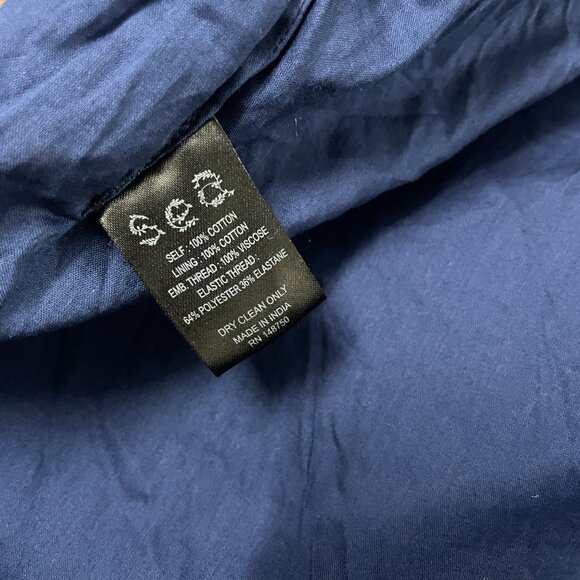 SELF : 100% COTTON
LINING : 100% COTTON
EMB. THREAD : 100% VISCOSE
ELASTIC THREAD :
64% POLYESTER 36% ELASTANE
DRY CLEAN ONLY
MADE IN INDIA
RN 148750